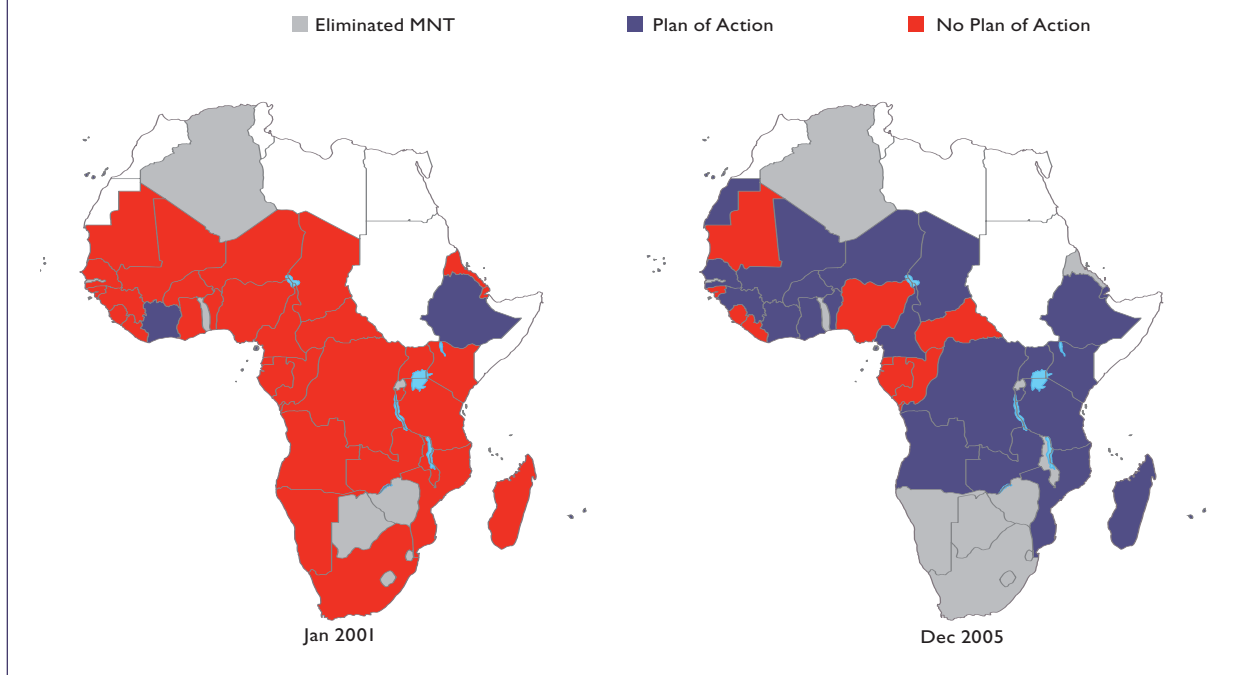 Eliminated MNT
Plan of Action
No Plan of Action
Jan 2001
Dec 2005